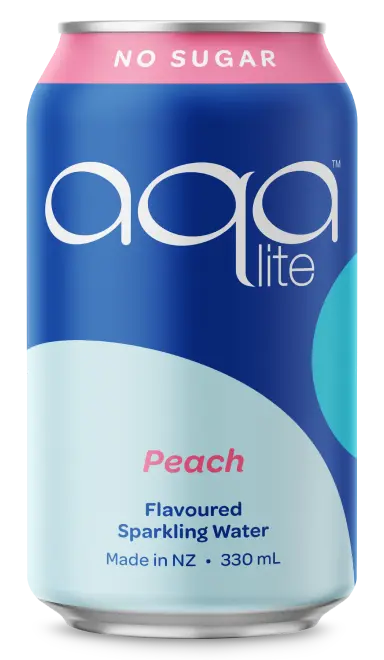 NO SUGAR
aqa™
lite
Peach
Flavoured
Sparkling Water
Made in NZ • 330 mL